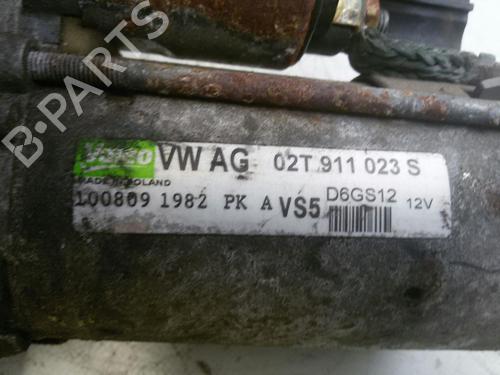 B-PARTS
Valeo VW AG 02T 911 023 S
MADE IN POLAND
100809 1982 PK A VS5 D6GS12 12V